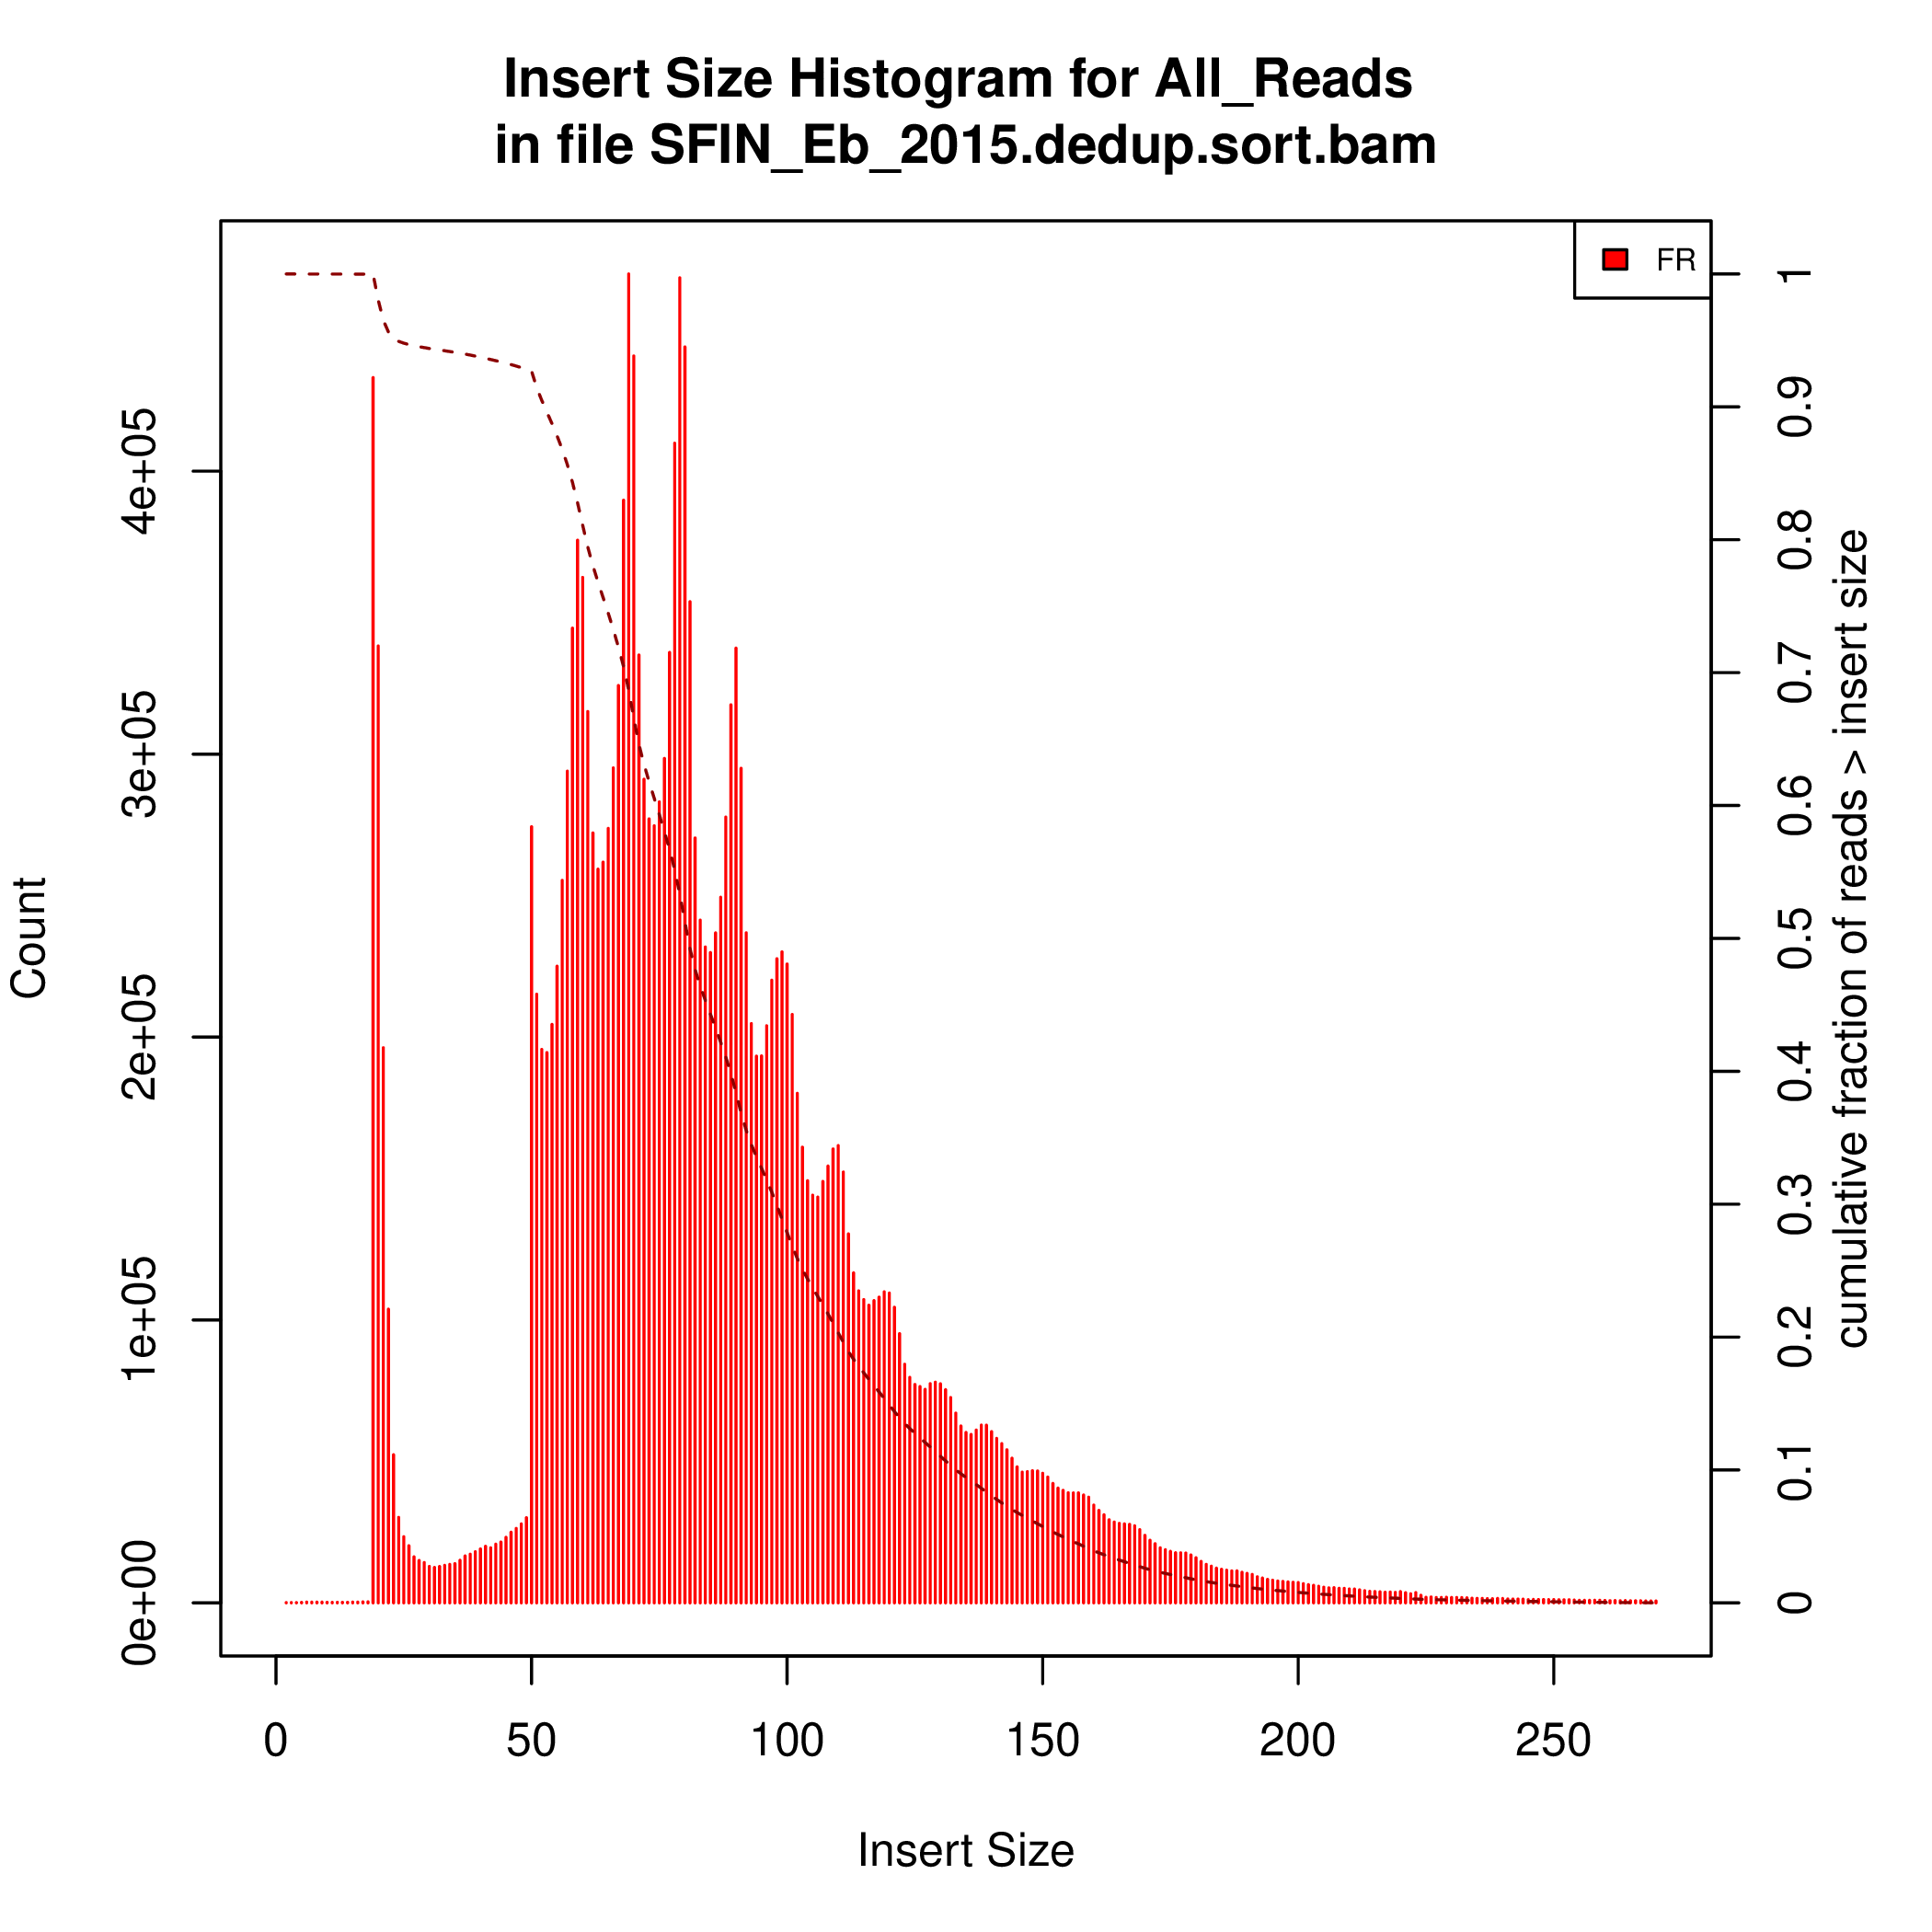 Insert Size Histogram for All_Reads
in file SFIN_Eb_2015.dedup.sort.bam
FR
Count
0e+00
1e+05
2e+05
3e+05
4e+05
0
50
100
150
200
250
Insert Size
0
0.1
0.2
0.3
0.4
0.5
0.6
0.7
0.8
0.9
1
cumulative fraction of reads > insert size